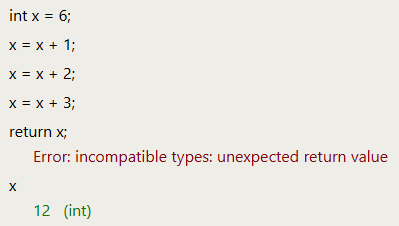 int x = 6;
x = x + 1;
x = x + 2;
x = x + 3;
return x;
Error: incompatible types: unexpected return value
x
12 (int)